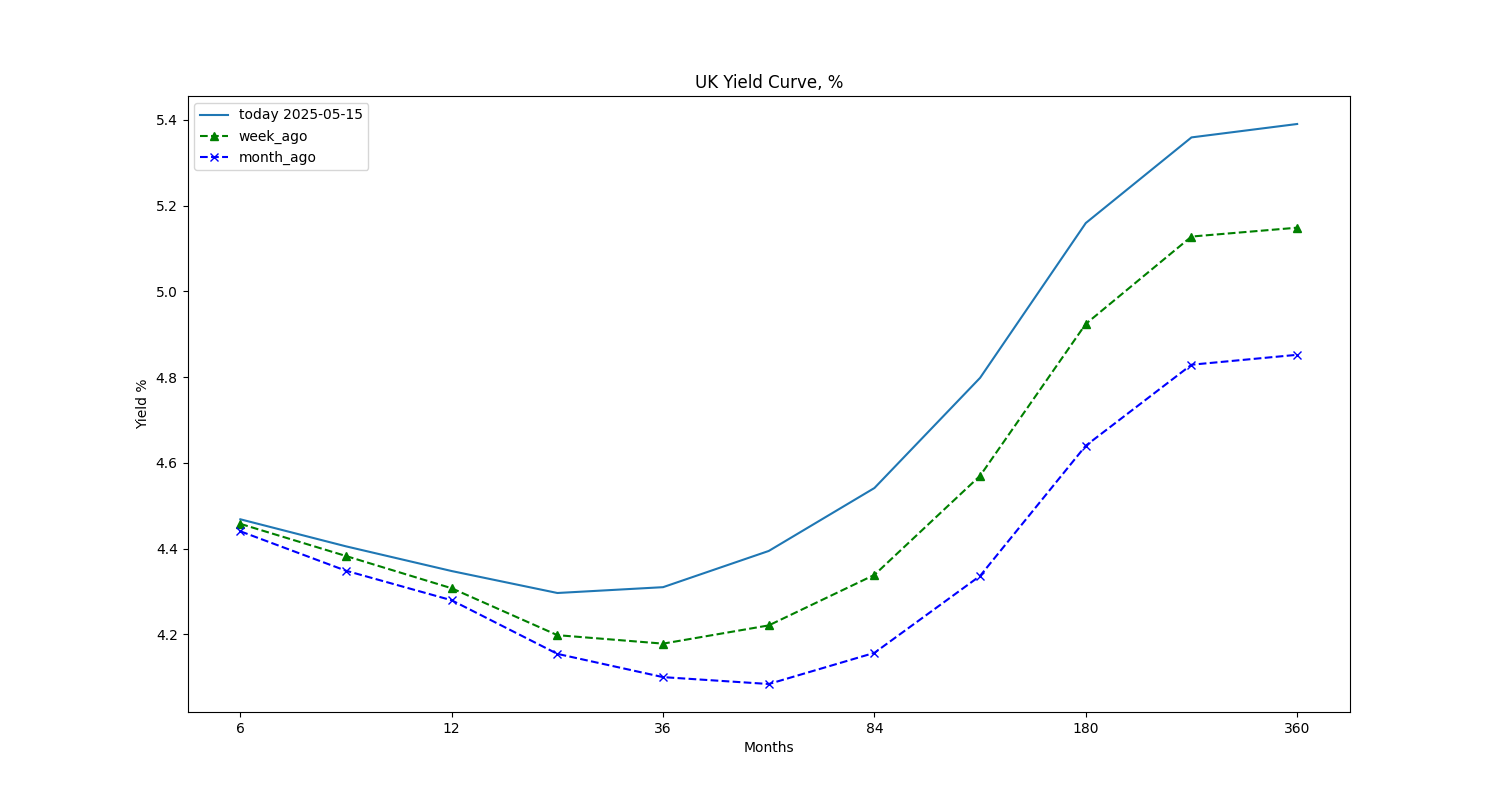 UK Yield Curve, %
today 2025-05-15
week_ago
month_ago
5.4
5.2
5.0
4.8
4.6
4.4
4.2
Yield %
6 12 36 84 180 360
Months